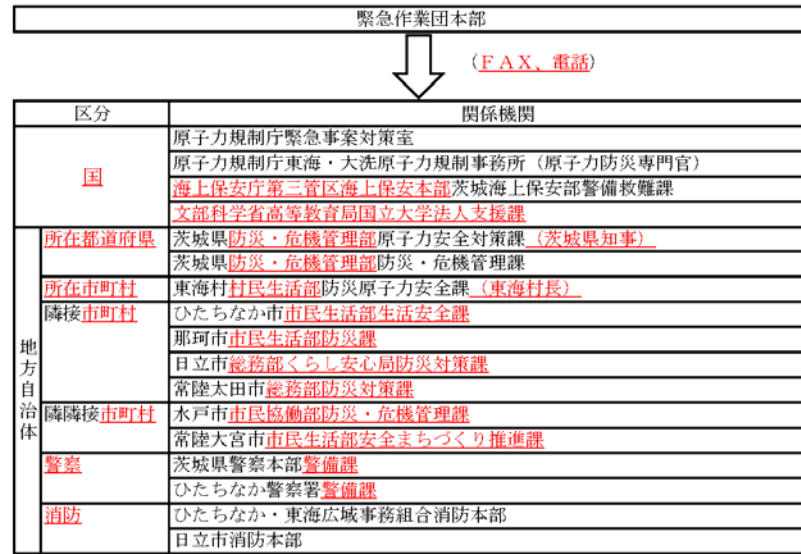 緊急作業団本部
（ＦＡＸ、電話）
区分 関係機関
国 原子力規制庁緊急事案対策室
原子力規制庁東海・大洗原子力規制事務所（原子力防災専門官）
海上保安庁第三管区海上保安本部茨城海上保安部警備救難課
文部科学省高等教育局国立大学法人支援課
地方自治体 所在都道府県 茨城県防災・危機管理部原子力安全対策課（茨城県知事）
茨城県防災・危機管理部防災・危機管理課
所在市町村 東海村村民生活部防災原子力安全課（東海村長）
隣接市町村 ひたちなか市市民生活部生活安全課
那珂市市民生活部防災課
日立市総務部くらし安心局防災対策課
常陸太田市総務部防災対策課
隣隣接市町村 水戸市市民協働部防災・危機管理課
常陸大宮市市民生活部安全まちづくり推進課
警察 茨城県警察本部警備課
ひたちなか警察署警備課
消防 ひたちなか・東海広域事務組合消防本部
日立市消防本部